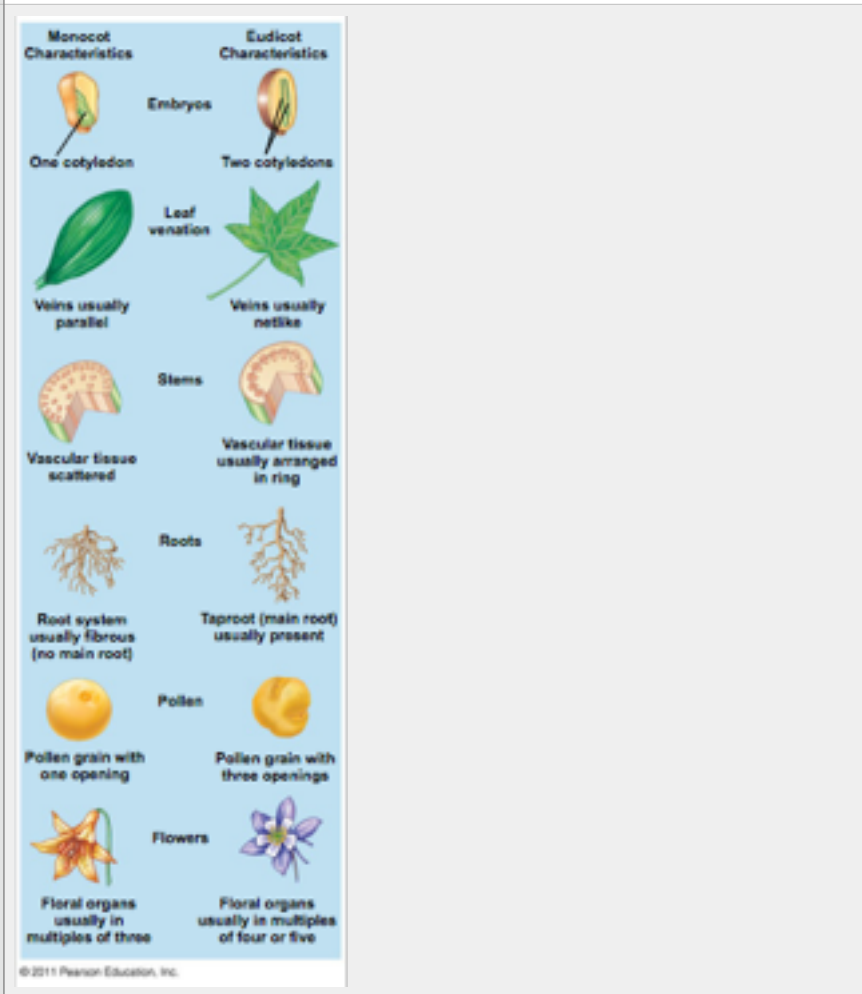 Monocot
Characteristics
Eudicot
Characteristics
Embryos
One cotyledon
Two cotyledons
Leaf
venation
Veins usually
parallel
Veins usually
netlike
Stems
Vascular tissue
scattered
Vascular tissue
usually arranged
in ring
Roots
Root system
usually fibrous
(no main root)
Taproot (main root)
usually present
Pollen
Pollen grain with
one opening
Pollen grain with
three openings
Flowers
Floral organs
usually in
multiples of three
Floral organs
usually in multiples
of four or five
© 2011 Pearson Education, Inc.